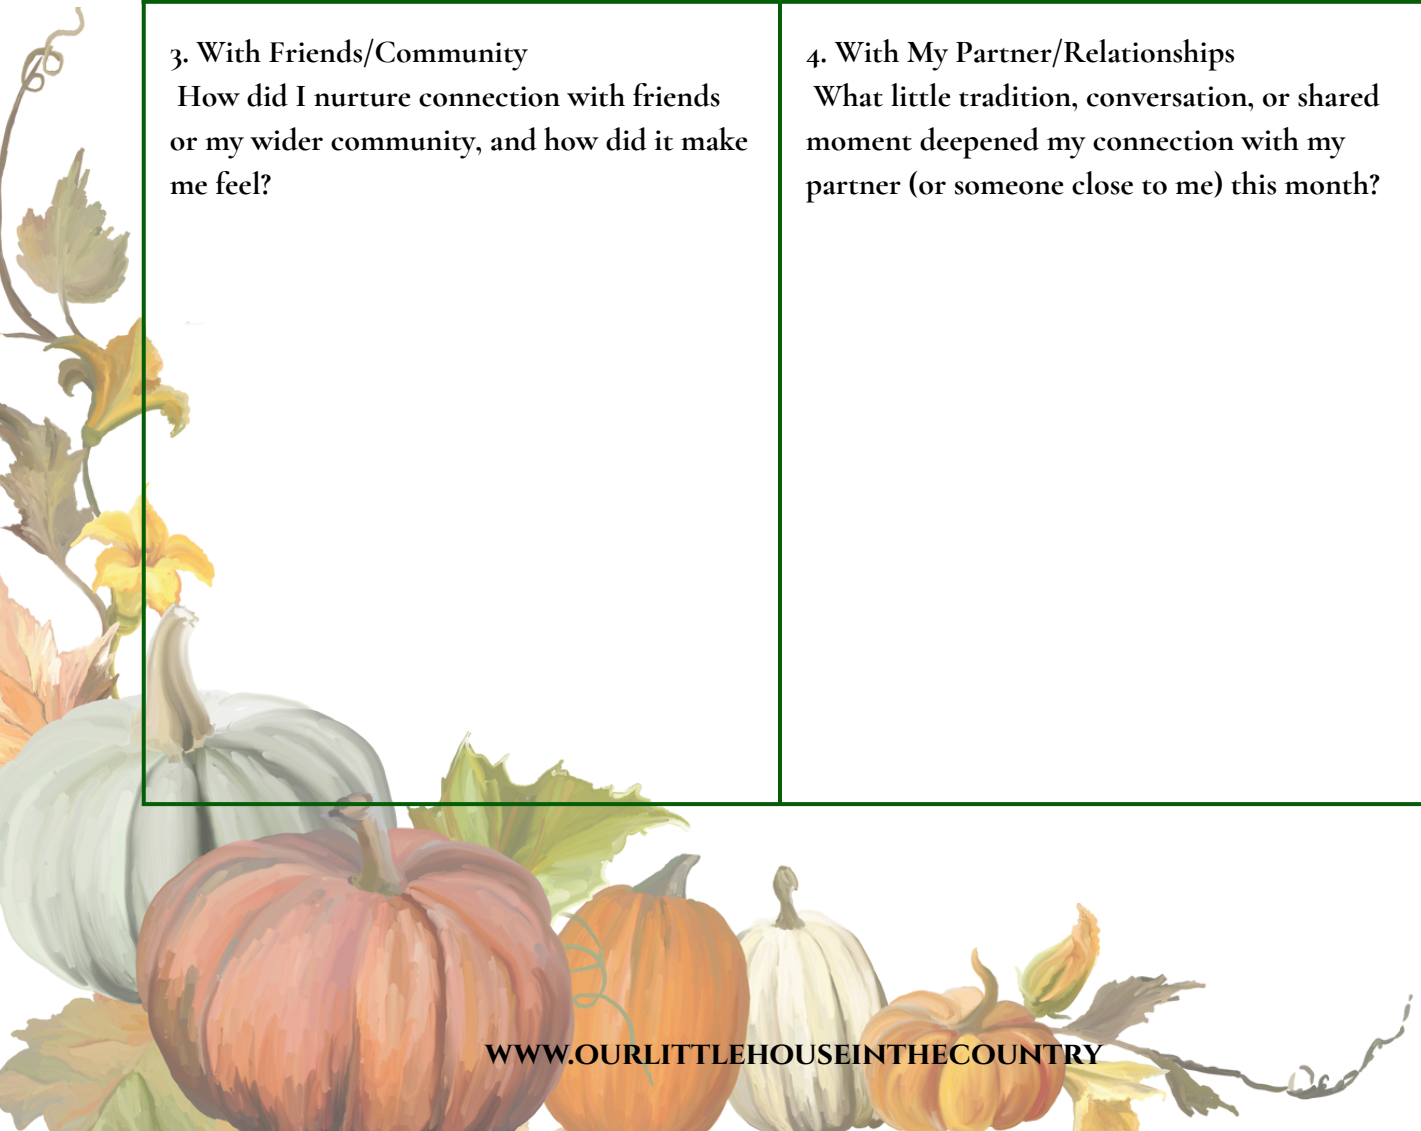 3. With Friends/Community
How did I nurture connection with friends
or my wider community, and how did it make
me feel?
4. With My Partner/Relationships
What little tradition, conversation, or shared
moment deepened my connection with my
partner (or someone close to me) this month?
WWW.OURLITTLEHOUSEINTHECOUNTRY